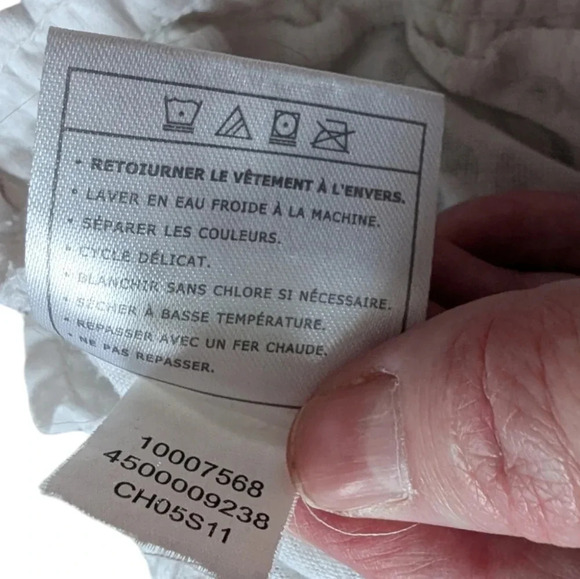 • RETOIURNER LE VÊTEMENT À L'ENVERS.
• LAVER EN EAU FROIDE À LA MACHINE.
• SÉPARER LES COULEURS.
• CYCLE DÉLICAT.
• BLANCHIR SANS CHLORE SI NÉCESSAIRE.
• SÉCHER À BASSE TEMPÉRATURE.
• REPASSER AVEC UN FER CHAUDE.
• NE PAS REPASSER.
10007568
4500009238
CH05S11